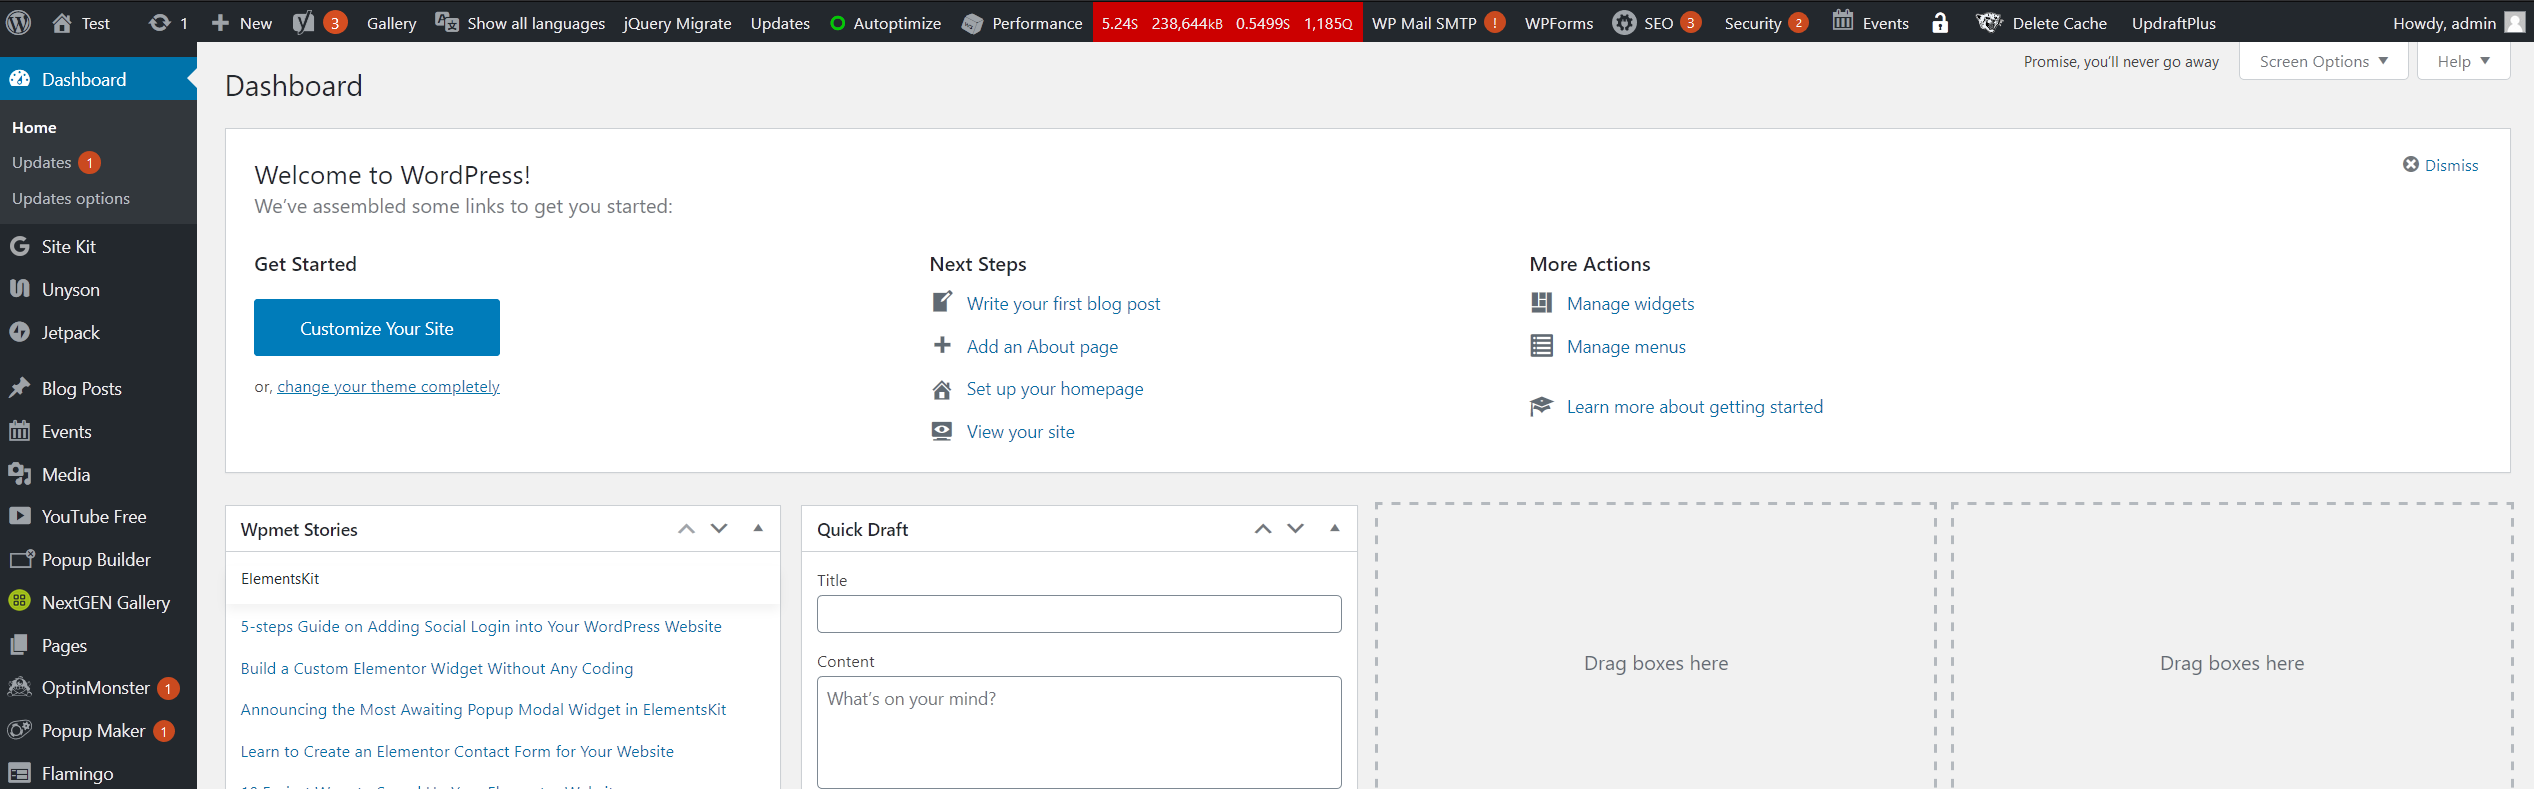 Test 1 New 3 Gallery Show all languages jQuery Migrate Updates Autoptimize Performance 5.24S 238,644KB 0.5499S 1,185Q WP Mail SMTP ! WPForms SEO 3 Security 2 Events Delete Cache UpdraftPlus Howdy, admin
Promise, you'll never go away Screen Options Help
Dashboard
Home
Updates 1
Updates options
Site Kit
Unyson
Jetpack
Blog Posts
Events
Media
YouTube Free
Popup Builder
NextGEN Gallery
Pages
OptinMonster 1
Popup Maker 1
Flamingo
Dashboard
Welcome to WordPress!
Dismiss
We've assembled some links to get you started:
Get Started
Customize Your Site
or, change your theme completely
Next Steps
Write your first blog post
Add an About page
Set up your homepage
View your site
More Actions
Manage widgets
Manage menus
Learn more about getting started
Wpmet Stories
ElementsKit
5-steps Guide on Adding Social Login into Your WordPress Website
Build a Custom Elementor Widget Without Any Coding
Announcing the Most Awaiting Popup Modal Widget in ElementsKit
Learn to Create an Elementor Contact Form for Your Website
Quick Draft
Title
Content
What's on your mind?
Drag boxes here
Drag boxes here